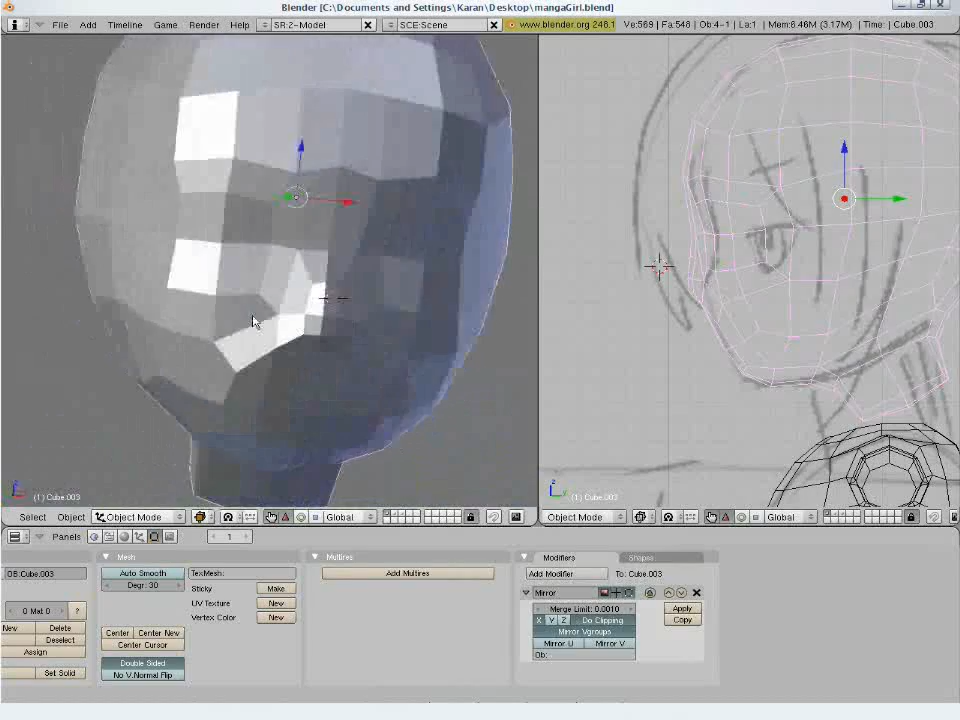 Blender [C:\Documents and Settings\Karan\Desktop\mangaGirl.blend]
File Add Timeline Game Render Help SR:2-Model SCE:Scene www.blender.org 248.1 Ve:569 | Fa:548 | Ob:4-1 | La:1 | Mem:8.46M (3.17M) | Time: | Cube.003
(1) Cube.003
(1) Cube.003
Select Object Object Mode Global
Object Mode Global
Panels 1
Mesh
Multires
Modifiers
Shapes
OB:Cube.003
Auto Smooth
TexMesh:
Add Multires
Add Modifier
To: Cube.003
Degr: 30
Sticky
Make
Mirror
0 Mat 0
?
UV Texture
New
Merge Limit: 0.0010
Apply
New
Delete
Vertex Color
New
X Y Z Do Clipping
Copy
Deselect
Center
Center New
Mirror Vgroups
Assign
Center Cursor
Mirror U
Mirror V
Ob:
Double Sided
Set Solid
No V.Normal Flip